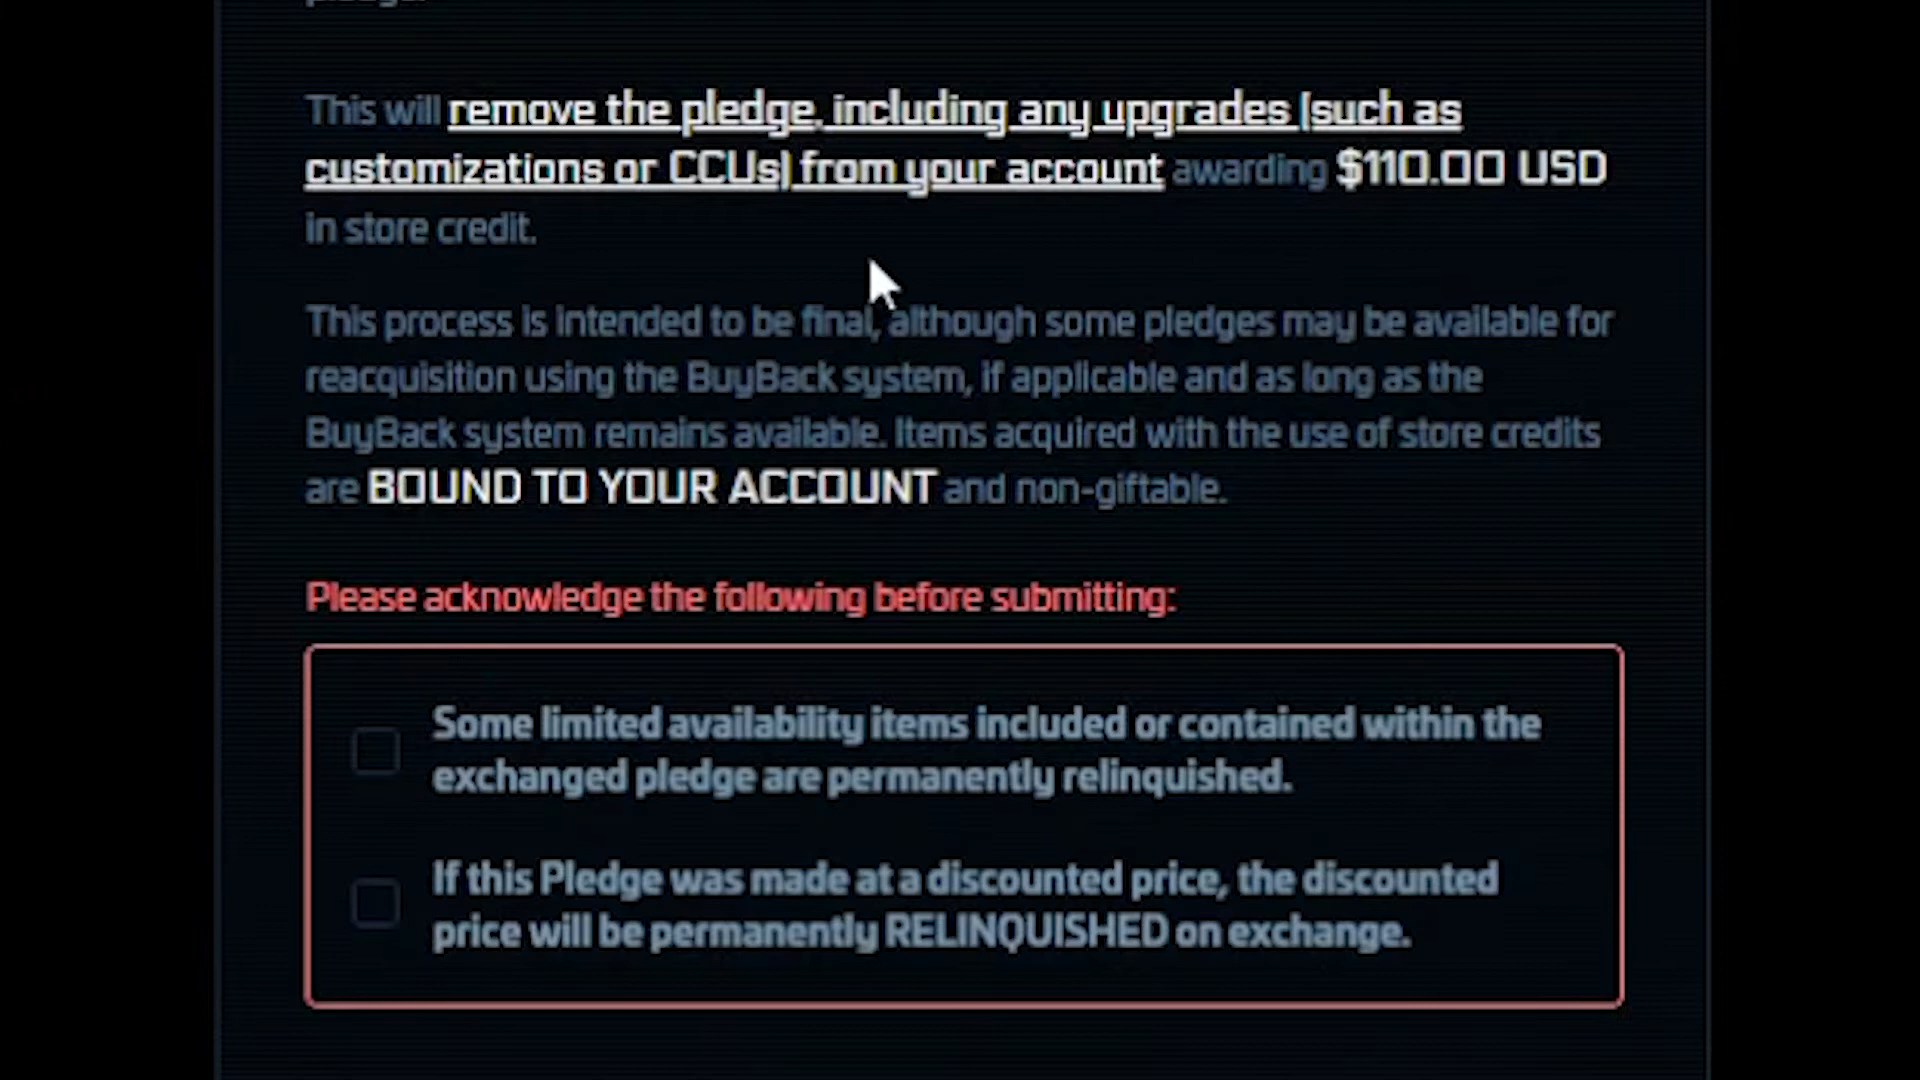 This will remove the pledge, including any upgrades (such as
customizations or CCUs) from your account awarding $110.00 USD
in store credit.
This process is intended to be final, although some pledges may be available for
reacquisition using the BuyBack system, if applicable and as long as the
BuyBack system remains available. Items acquired with the use of store credits
are BOUND TO YOUR ACCOUNT and non-giftable.
Please acknowledge the following before submitting:
Some limited availability items included or contained within the
exchanged pledge are permanently relinquished.
If this Pledge was made at a discounted price, the discounted
price will be permanently RELINQUISHED on exchange.